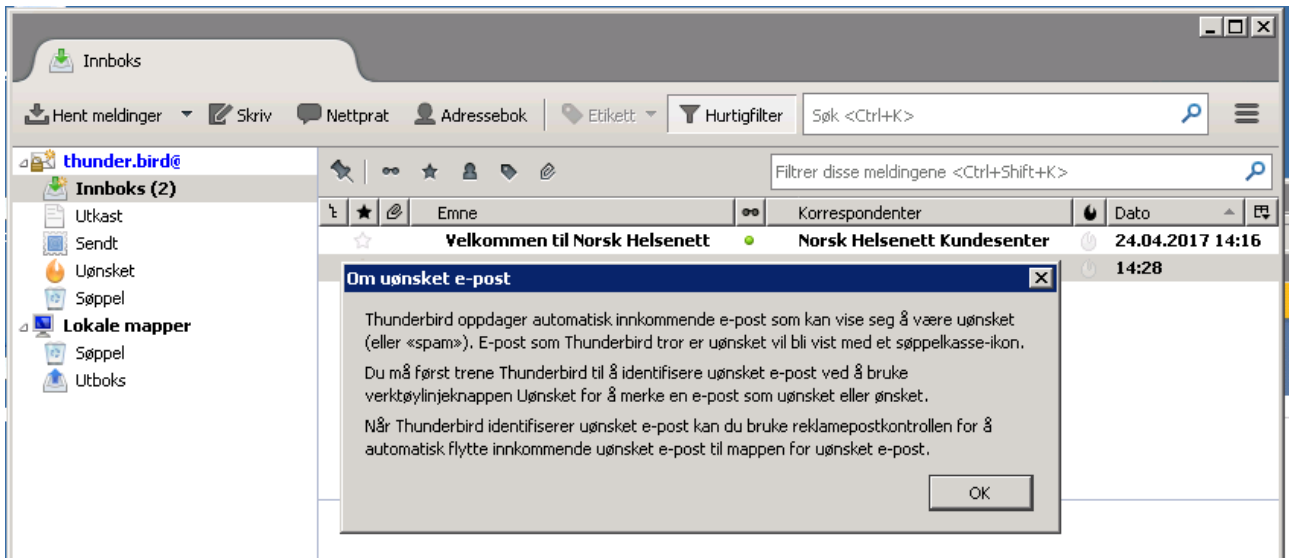 Innboks
Hent meldinger Skriv Nettprat Adressebok Etikett Hurtigfilter Søk <Ctrl+K>
thunder.bird@
Innboks (2)
Utkast
Sendt
Uønsket
Søppel
Lokale mapper
Søppel
Utboks
Filtrer disse meldingene <Ctrl+Shift+K>
Emne Korrespondenter Dato
Velkommen til Norsk Helsenett Norsk Helsenett Kundesenter 24.04.2017 14:16
14:28
Om uønsket e-post
Thunderbird oppdager automatisk innkommende e-post som kan vise seg å være uønsket
(eller «spam»). E-post som Thunderbird tror er uønsket vil bli vist med et søppelkasse-ikon.
Du må først trene Thunderbird til å identifisere uønsket e-post ved å bruke
verktøylinjeknappen Uønsket for å merke en e-post som uønsket eller ønsket.
Når Thunderbird identifiserer uønsket e-post kan du bruke reklamepostkontrollen for å
automatisk flytte innkommende uønsket e-post til mappen for uønsket e-post.
OK